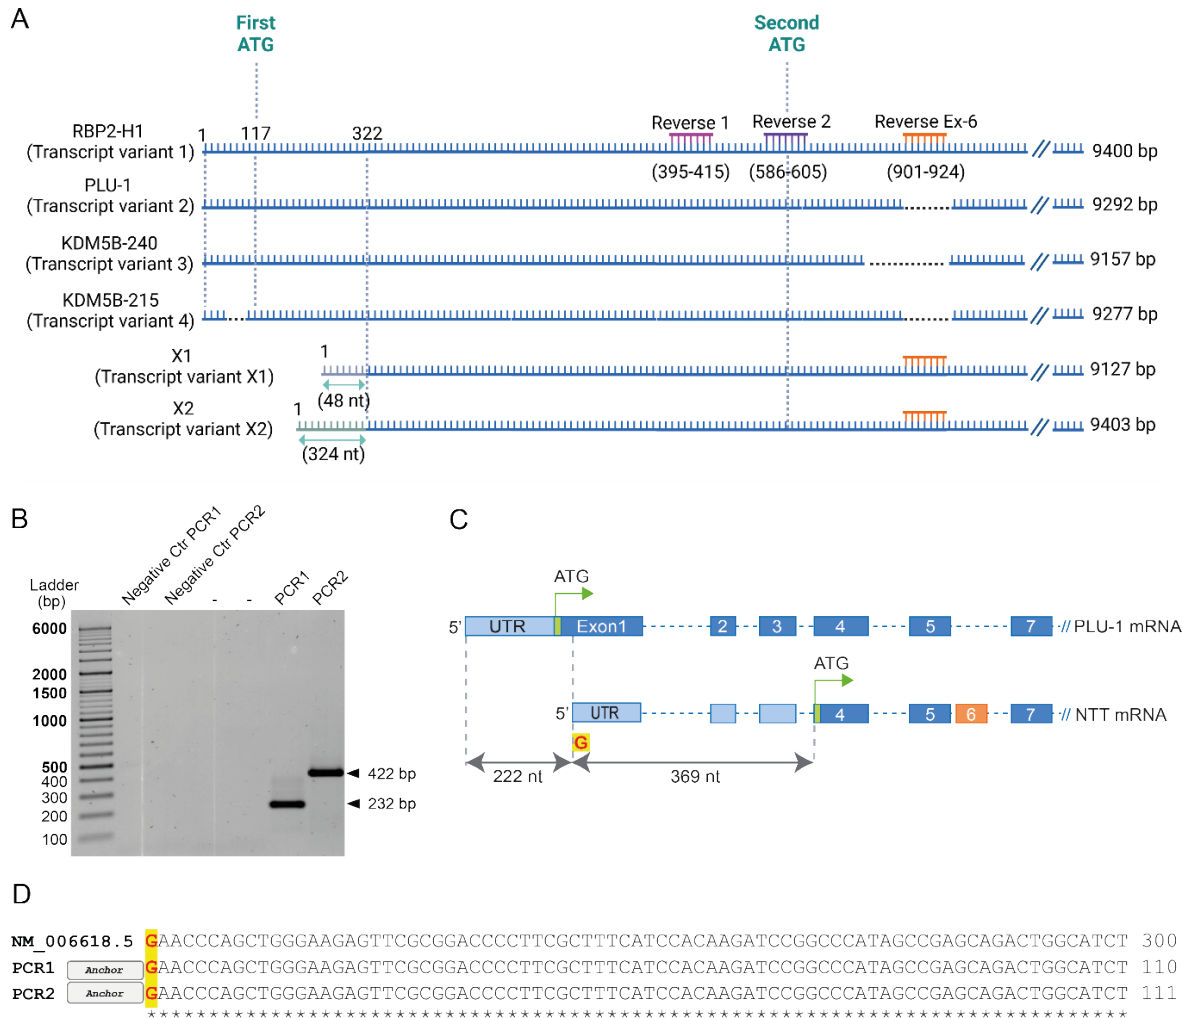 A
First
ATG
Second
ATG
RBP2-H1
(Transcript variant 1)
1
117
322
Reverse 1
Reverse 2
Reverse Ex-6
(395-415)
(586-605)
(901-924)
9400 bp
PLU-1
(Transcript variant 2)
9292 bp
KDM5B-240
(Transcript variant 3)
9157 bp
KDM5B-215
(Transcript variant 4)
9277 bp
X1
(Transcript variant X1)
1
(48 nt)
9127 bp
X2
(Transcript variant X2)
1
(324 nt)
9403 bp
B
Ladder
(bp)
Negative Ctr PCR1
Negative Ctr PCR2
-
-
PCR1
PCR2
6000
2000
1500
1000
500
400
300
200
100
422 bp
232 bp
C
ATG
5'
UTR
Exon1
2
3
4
5
7
// PLU-1 mRNA
ATG
5'
UTR
4
5
6
7
// NTT mRNA
G
222 nt
369 nt
D
NM_006618.5 GAACCCAGCTGGGAAGAGTTCGCGGACCCCTTCGCTTTCATCCACAAGATCCGGCCCATAGCCGAGCAGACTGGCATCT 300
PCR1 Anchor GAACCCAGCTGGGAAGAGTTCGCGGACCCCTTCGCTTTCATCCACAAGATCCGGCCCATAGCCGAGCAGACTGGCATCT 110
PCR2 Anchor GAACCCAGCTGGGAAGAGTTCGCGGACCCCTTCGCTTTCATCCACAAGATCCGGCCCATAGCCGAGCAGACTGGCATCT 111
*******************************************************************************